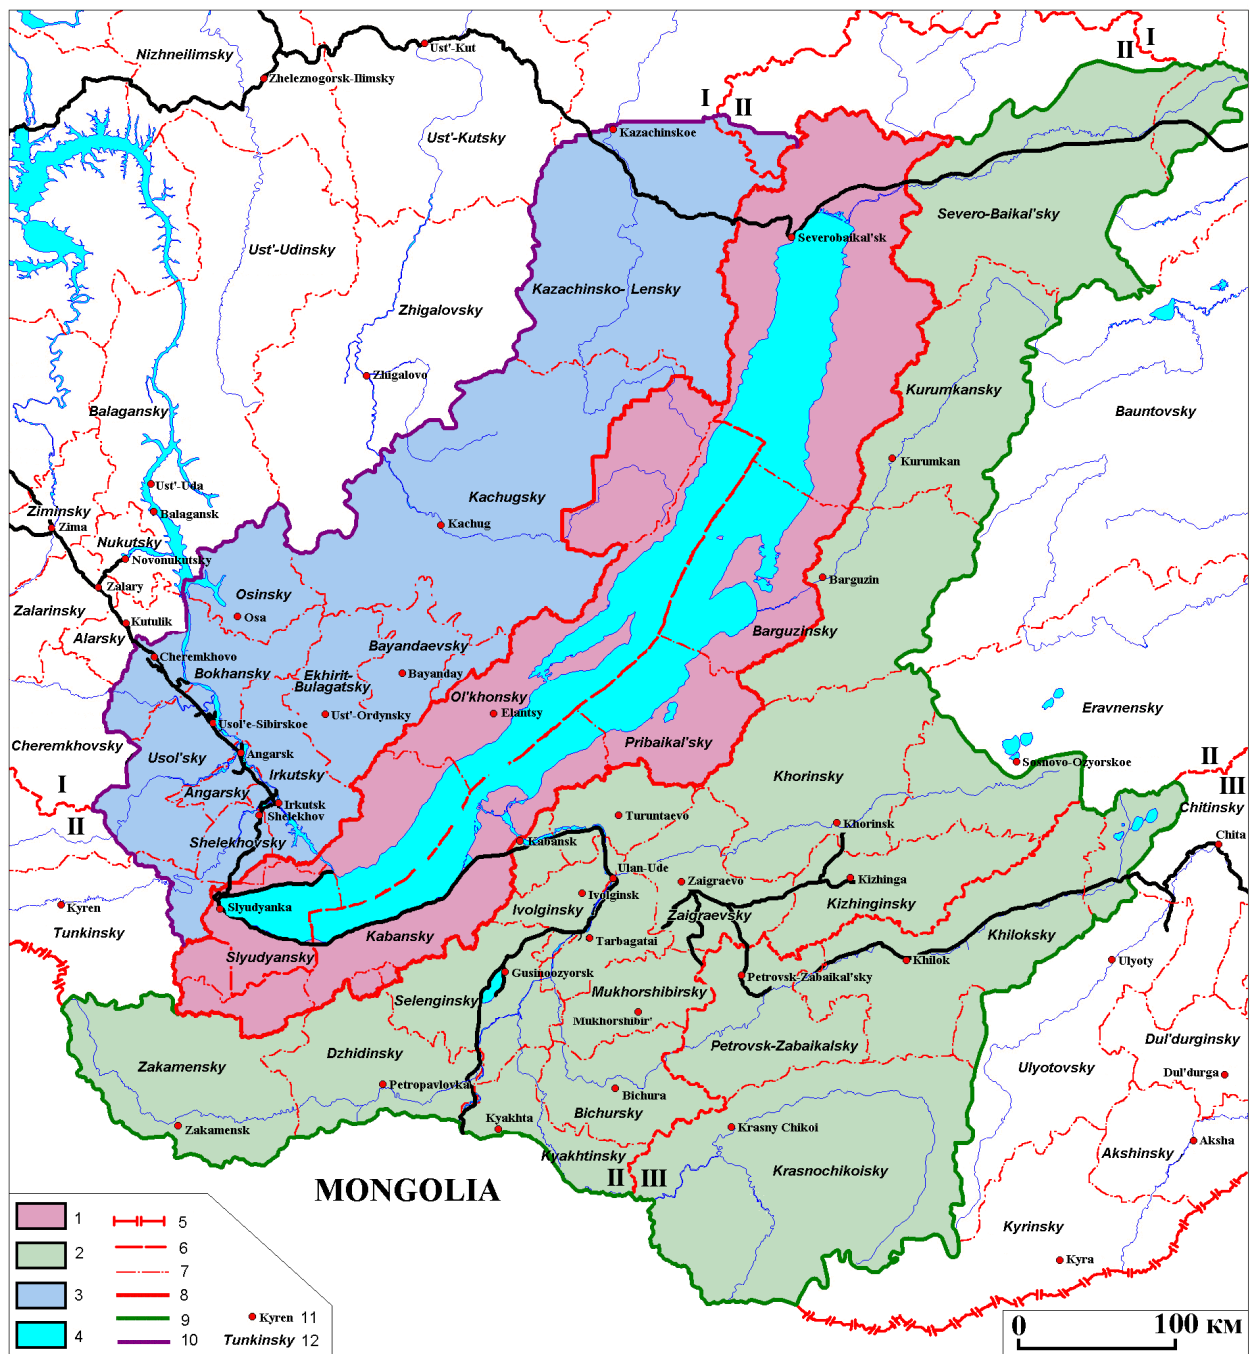 Nizhneilimsky
Ust'-Kut
Zheleznogorsk-Ilimsky
II
I
I
II
Kazachinskoe
Ust'-Kutsky
Severo-Baikal'sky
Severobaikal'sk
Ust'-Udinsky
Kazachinsko- Lensky
Zhigalovsky
Zhigalovo
Kurumkansky
Balagansky
Bauntovsky
Kurumkan
Ust'-Uda
Kachugsky
Ziminsky
Balagansk
Zima
Kachug
Nukutsky
Novonukutsky
Zalary
Barguzin
Osinsky
Zalarinsky
Osa
Kutulik
Alarsky
Barguzinsky
Bayandaevsky
Cheremkhovo
Bokhansky
Ekhirit-
Bulagatsky
Bayanday
Ol'khonsky
Elantsy
Eravnensky
Ust'-Ordynsky
Usol'e-Sibirskoe
Cheremkhovsky
Usol'sky
Angarsk
Pribaikal'sky
II
Sosnovo-Ozyorskoe
Irkutsky
Khorinsky
I
III
Angarsky
Irkutsk
Chitinsky
Shelekhov
Turuntaevo
Khorinsk
II
Shelekhovsky
Kabansk
Chita
Ulan-Ude
Zaigraevo
Kizhinga
Ivolginsk
Kyren
Slyudyanka
Ivolginsky
Zaigraevsky
Kizhinginsky
Tunkinsky
Kabansky
Tarbagatai
Khiloksky
Slyudyansky
Khilok
Ulyoty
Gusinoozyorsk
Petrovsk-Zabaikal'sky
Selenginsky
Mukhorshibirsky
Mukhorshibir'
Dul'durginsky
Dzhidinsky
Petrovsk-Zabaikalsky
Zakamensky
Ulyotovsky
Dul'durga
Petropavlovka
Bichura
Bichursky
Zakamensk
Kyakhta
Krasny Chikoi
Aksha
Kyakhtinsky
Akshinsky
Krasnochikoisky
II
III
MONGOLIA
Kyrinsky
Kyra
1
5
2
6
7
3
8
9
Kyren
11
4
10
Tunkinsky
12
0
100 КМ